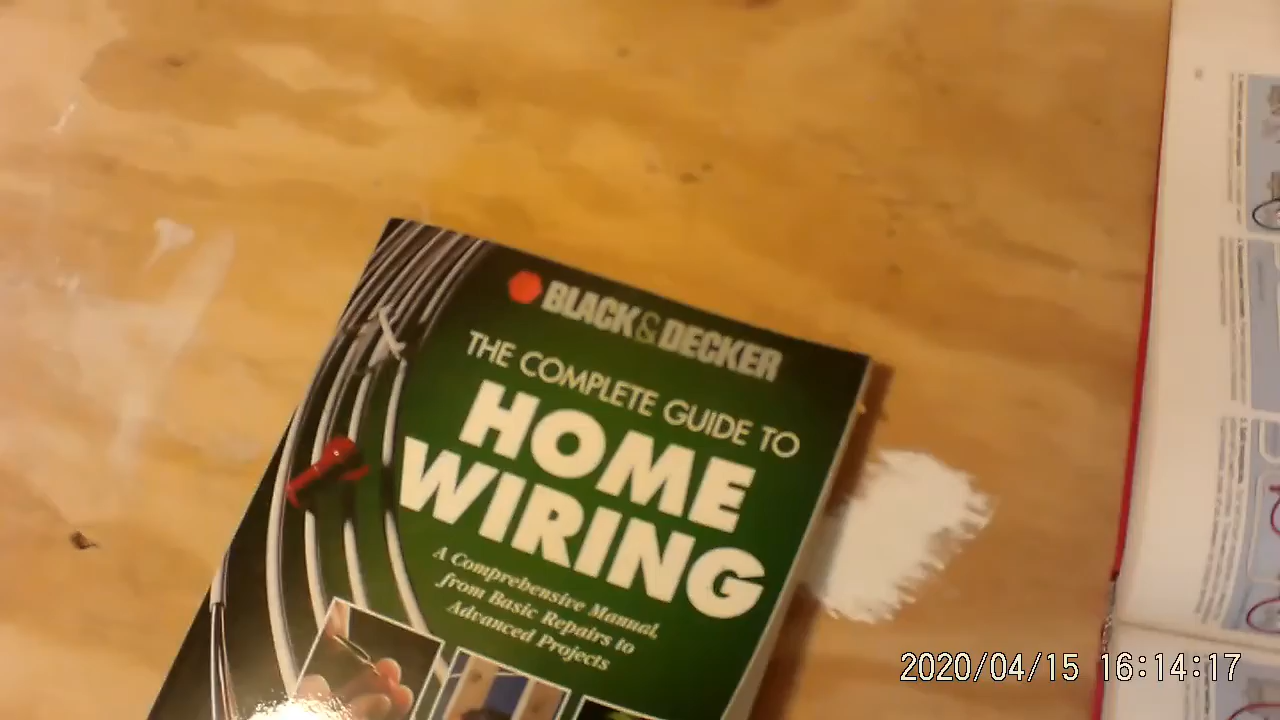 BLACK&DECKER
THE COMPLETE GUIDE TO
HOME
WIRING
A Comprehensive Manual,
from Basic Repairs to
Advanced Projects
2020/04/15 16:14:17